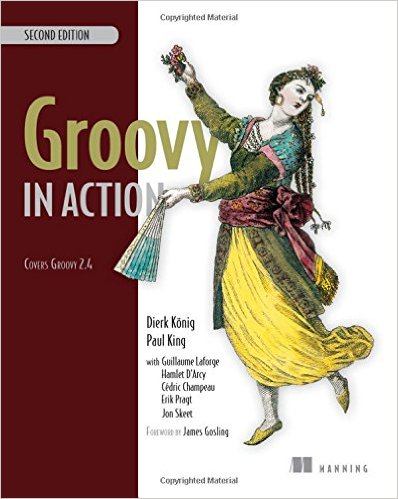 Copyrighted Material
SECOND EDITION
Groovy
IN ACTION
COVERS GROOVY 2.4
Dierk König
Paul King
with Guillaume Laforge
Hamlet D'Arcy
Cédric Champeau
Erik Pragt
Jon Skeet
FOREWORD BY James Gosling
MANNING
Copyrighted Material